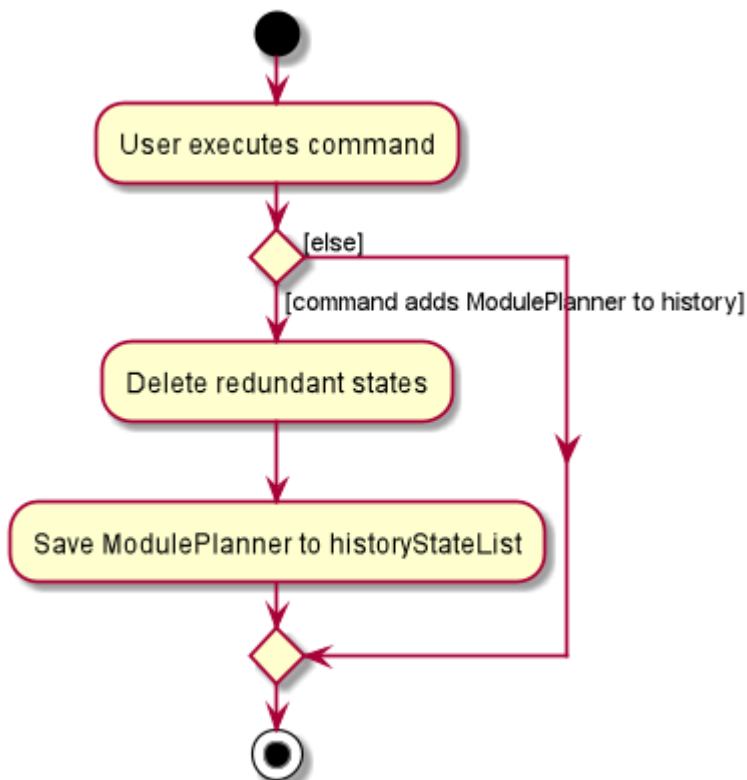 User executes command
[else]
[command adds ModulePlanner to history]
Delete redundant states
Save ModulePlanner to historyStateList